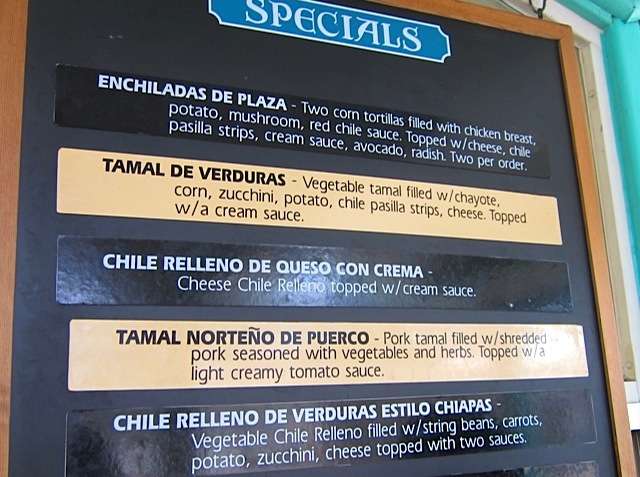 SPECIALS
ENCHILADAS DE PLAZA - Two corn tortillas filled with chicken breast,
potato, mushroom, red chile sauce. Topped w/cheese, chile
pasilla strips, cream sauce, avocado, radish. Two per order.
TAMAL DE VERDURAS - Vegetable tamal filled w/chayote,
corn, zucchini, potato, chile pasilla strips, cheese. Topped
w/a cream sauce.
CHILE RELLENO DE QUESO CON CREMA -
Cheese Chile Relleno topped w/cream sauce.
TAMAL NORTEÑO DE PUERCO - Pork tamal filled w/shredded
pork seasoned with vegetables and herbs. Topped w/a
light creamy tomato sauce.
CHILE RELLENO DE VERDURAS ESTILO CHIAPAS -
Vegetable Chile Relleno filled w/string beans, carrots,
potato, zucchini, cheese topped with two sauces.